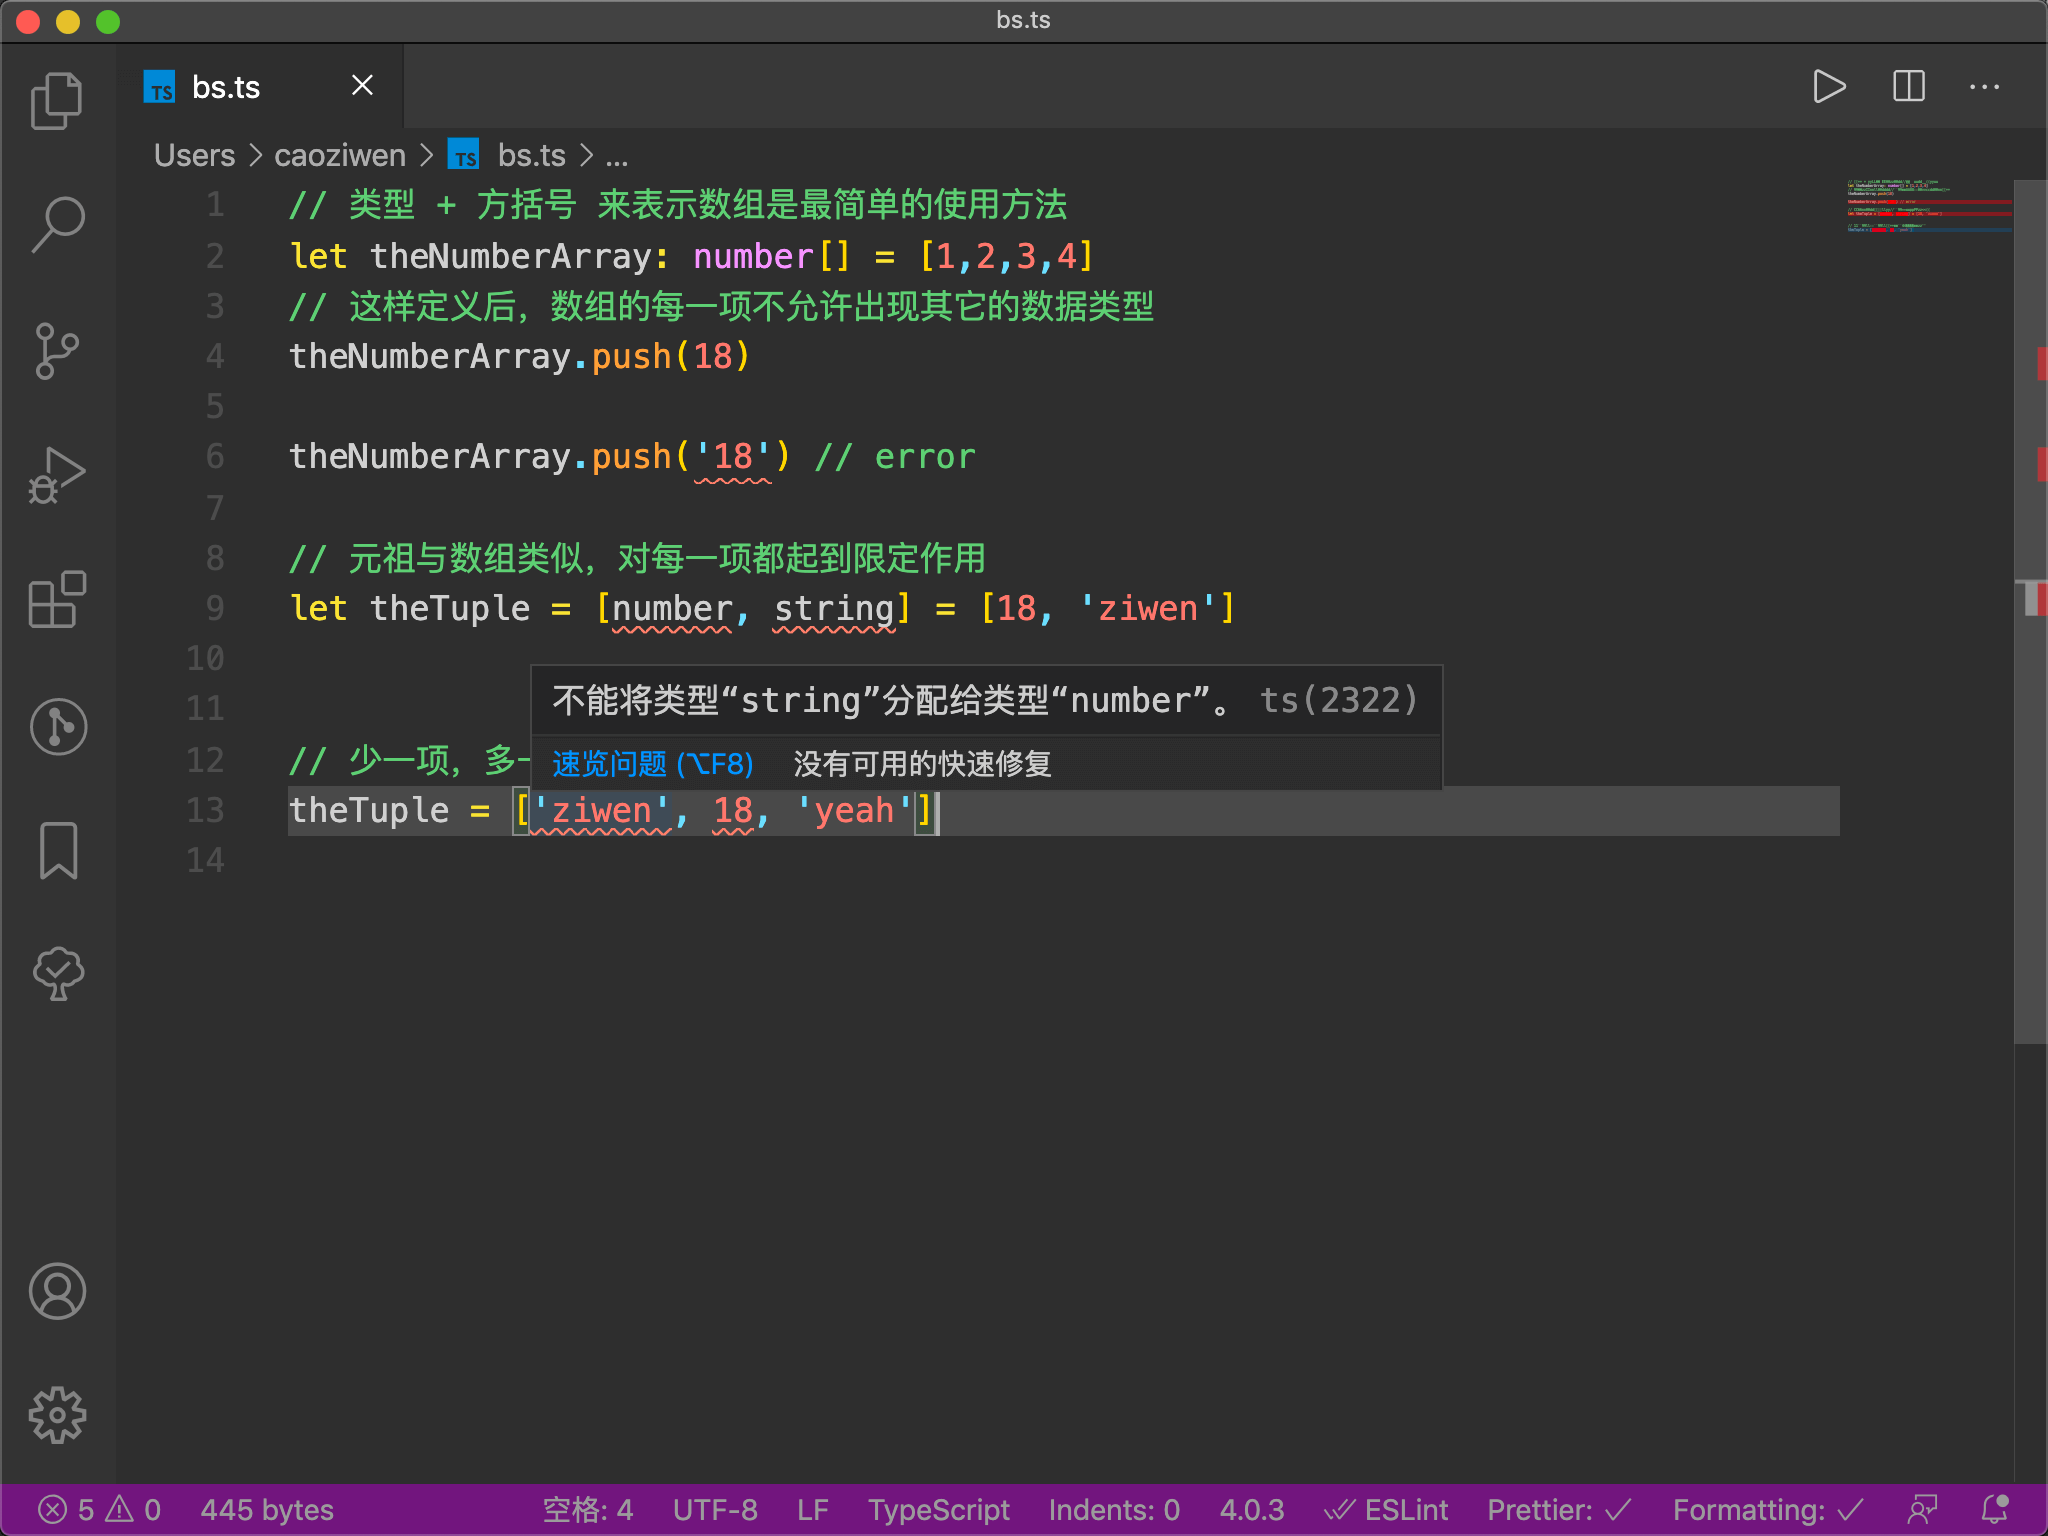 bs.ts
TS bs.ts
Users > caoziwen > TS bs.ts > ...
1 // 类型 + 方括号 来表示数组是最简单的使用方法
2 let theNumberArray: number[] = [1,2,3,4]
3 // 这样定义后，数组的每一项不允许出现其它的数据类型
4 theNumberArray.push(18)
5
6 theNumberArray.push('18') // error
7
8 // 元祖与数组类似，对每一项都起到限定作用
9 let theTuple = [number, string] = [18, 'ziwen']
10
不能将类型“string”分配给类型“number”。 ts(2322)
11
12 // 少一项，多
速览问题 (⌥F8) 没有可用的快速修复
13 theTuple = ['ziwen', 18, 'yeah']
14
5 0 445 bytes 空格: 4 UTF-8 LF TypeScript Indents: 0 4.0.3 ESLint Prettier: ✓ Formatting: ✓